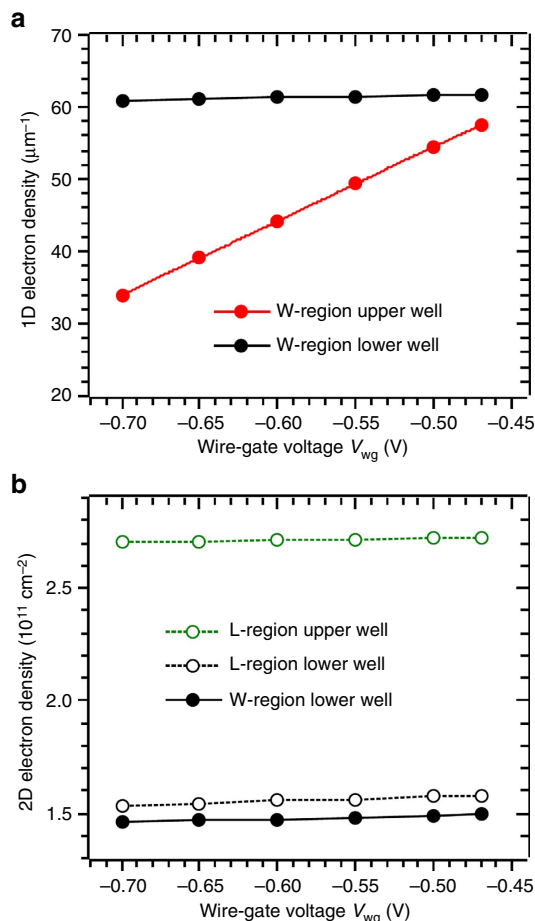 a
70
60
50
40
30
20
1D electron density (μm⁻¹)
W-region upper well
W-region lower well
−0.70 −0.65 −0.60 −0.55 −0.50 −0.45
Wire-gate voltage Vwg (V)
b
2.5
2.0
1.5
2D electron density (10¹¹ cm⁻²)
L-region upper well
L-region lower well
W-region lower well
−0.70 −0.65 −0.60 −0.55 −0.50 −0.45
Wire-gate voltage Vwg (V)